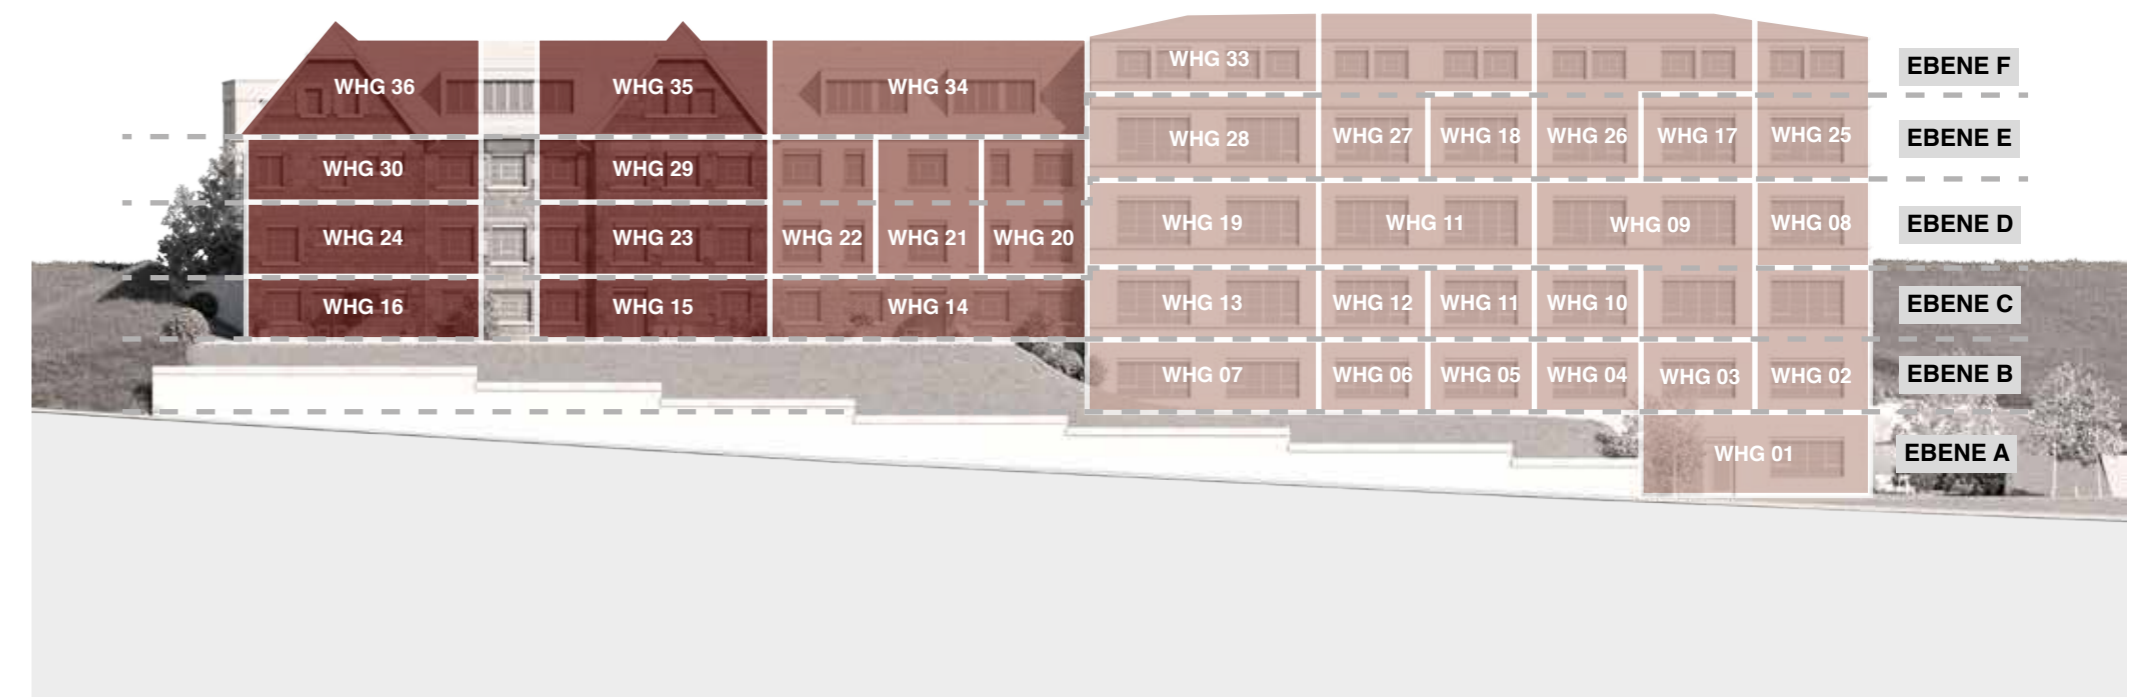 WHG 36 WHG 35 WHG 34 WHG 33 EBENE F
WHG 30 WHG 29 WHG 28 WHG 27 WHG 18 WHG 26 WHG 17 WHG 25 EBENE E
WHG 24 WHG 23 WHG 22 WHG 21 WHG 20 WHG 19 WHG 11 WHG 09 WHG 08 EBENE D
WHG 16 WHG 15 WHG 14 WHG 13 WHG 12 WHG 11 WHG 10 EBENE C
WHG 07 WHG 06 WHG 05 WHG 04 WHG 03 WHG 02 EBENE B
WHG 01 EBENE A